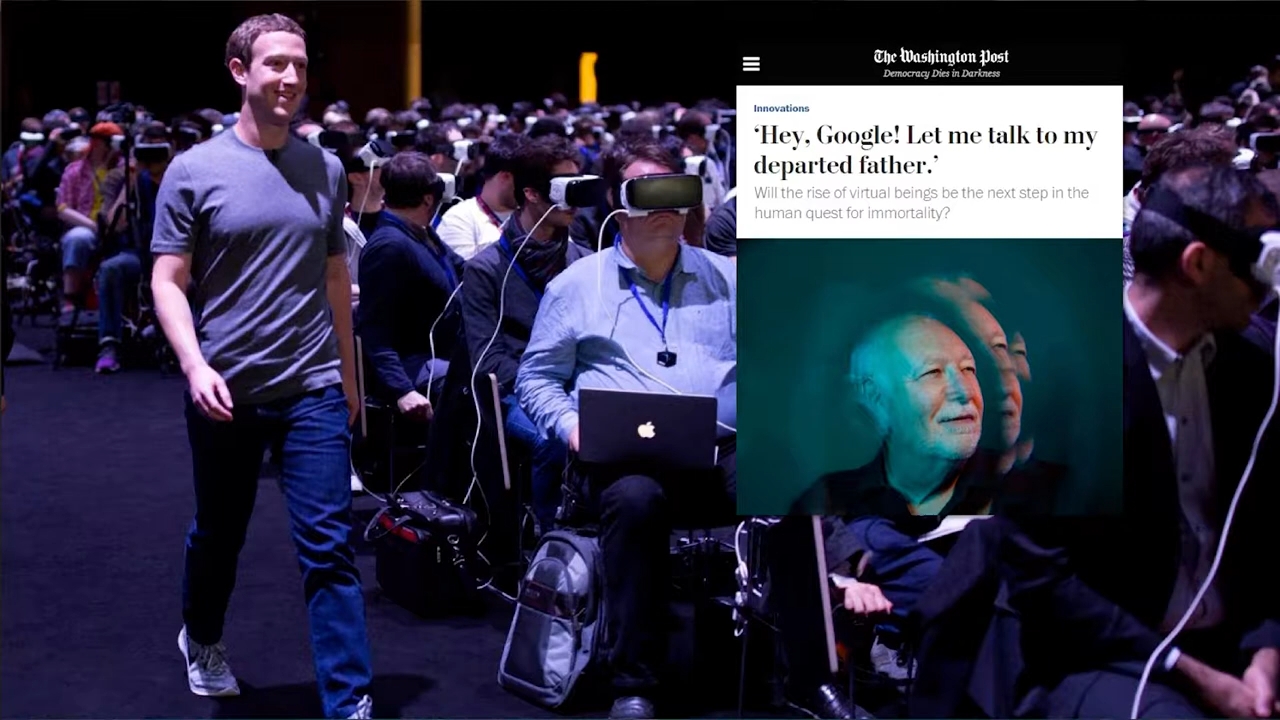 The Washington Post
Democracy Dies in Darkness
Innovations
‘Hey, Google! Let me talk to my
departed father.’
Will the rise of virtual beings be the next step in the
human quest for immortality?